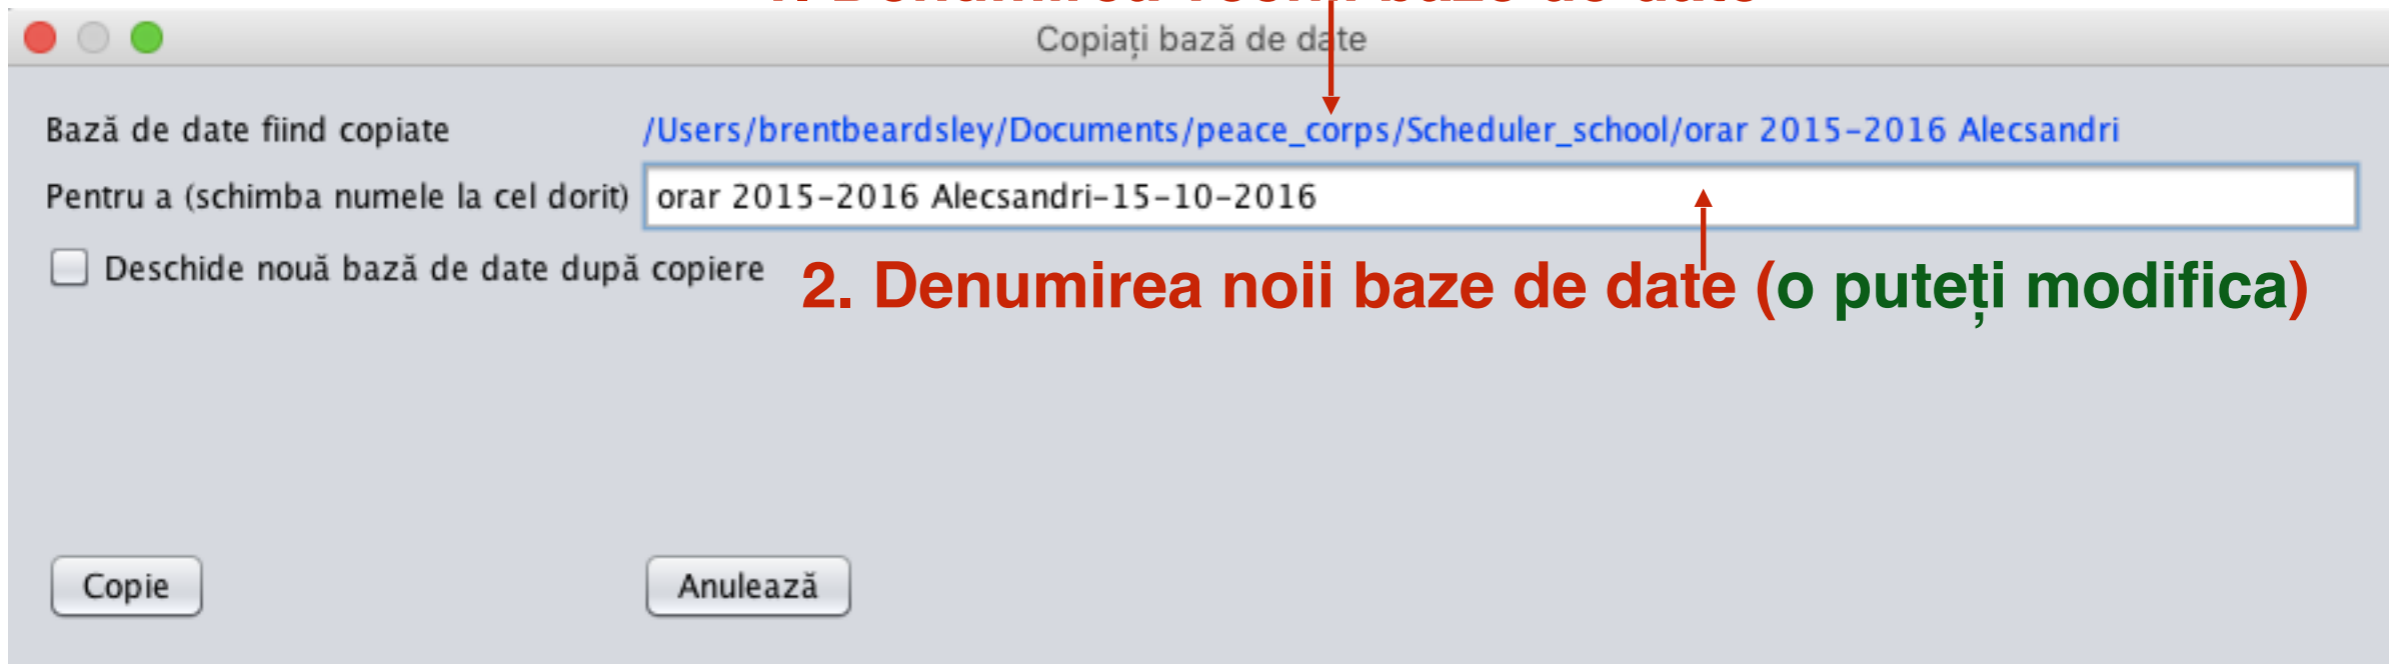 Copiați bază de date
Bază de date fiind copiate /Users/brentbeardsley/Documents/peace_corps/Scheduler_school/orar 2015-2016 Alecsandri
Pentru a (schimba numele la cel dorit) orar 2015-2016 Alecsandri-15-10-2016
Deschide nouă bază de date după copiere
2. Denumirea noii baze de date (o puteți modifica)
Copie Anulează